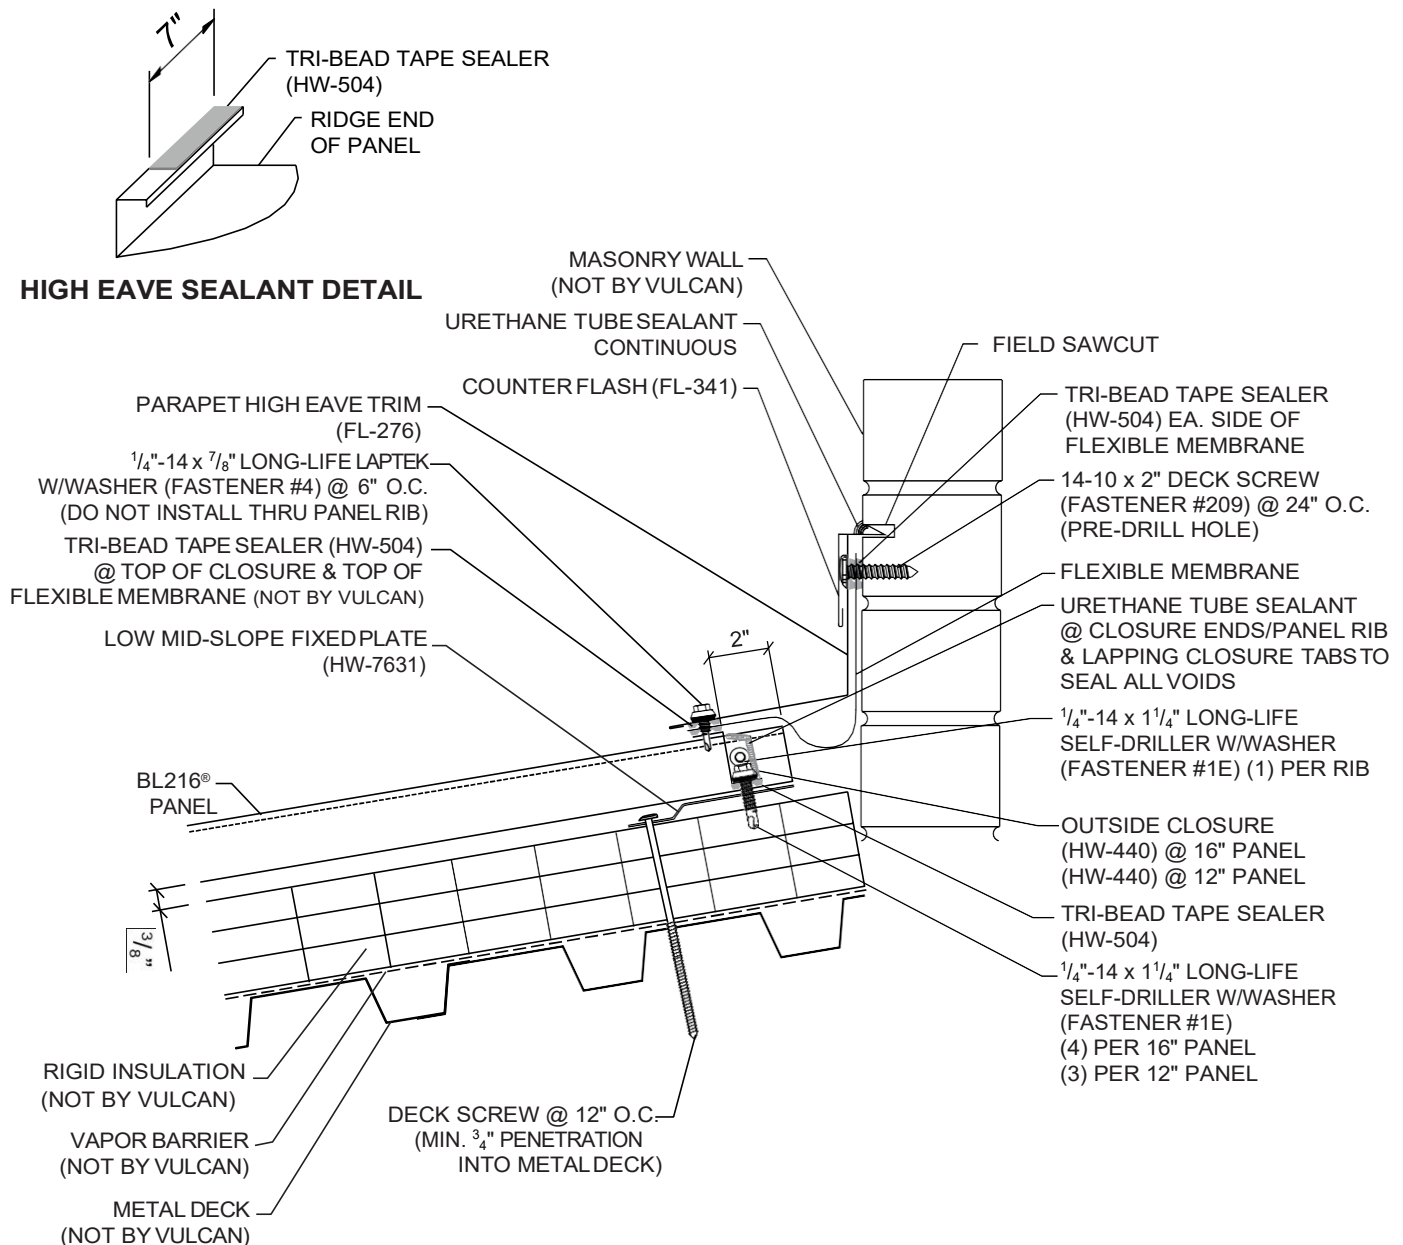 7"
TRI-BEAD TAPE SEALER
(HW-504)
RIDGE END
OF PANEL
HIGH EAVE SEALANT DETAIL
MASONRY WALL
(NOT BY VULCAN)
URETHANE TUBE SEALANT
CONTINUOUS
COUNTER FLASH (FL-341)
PARAPET HIGH EAVE TRIM
(FL-276)
1/4"-14 x 7/8" LONG-LIFE LAPTEK
W/WASHER (FASTENER #4) @ 6" O.C.
(DO NOT INSTALL THRU PANEL RIB)
TRI-BEAD TAPE SEALER (HW-504)
@ TOP OF CLOSURE & TOP OF
FLEXIBLE MEMBRANE (NOT BY VULCAN)
LOW MID-SLOPE FIXED PLATE
(HW-7631)
2"
BL216®
PANEL
3/8"
RIGID INSULATION
(NOT BY VULCAN)
VAPOR BARRIER
(NOT BY VULCAN)
METAL DECK
(NOT BY VULCAN)
DECK SCREW @ 12" O.C.
(MIN. 3/4" PENETRATION
INTO METAL DECK)
FIELD SAWCUT
TRI-BEAD TAPE SEALER
(HW-504) EA. SIDE OF
FLEXIBLE MEMBRANE
14-10 x 2" DECK SCREW
(FASTENER #209) @ 24" O.C.
(PRE-DRILL HOLE)
FLEXIBLE MEMBRANE
URETHANE TUBE SEALANT
@ CLOSURE ENDS/PANEL RIB
& LAPPING CLOSURE TABS TO
SEAL ALL VOIDS
1/4"-14 x 1 1/4" LONG-LIFE
SELF-DRILLER W/WASHER
(FASTENER #1E) (1) PER RIB
OUTSIDE CLOSURE
(HW-440) @ 16" PANEL
(HW-440) @ 12" PANEL
TRI-BEAD TAPE SEALER
(HW-504)
1/4"-14 x 1 1/4" LONG-LIFE
SELF-DRILLER W/WASHER
(FASTENER #1E)
(4) PER 16" PANEL
(3) PER 12" PANEL